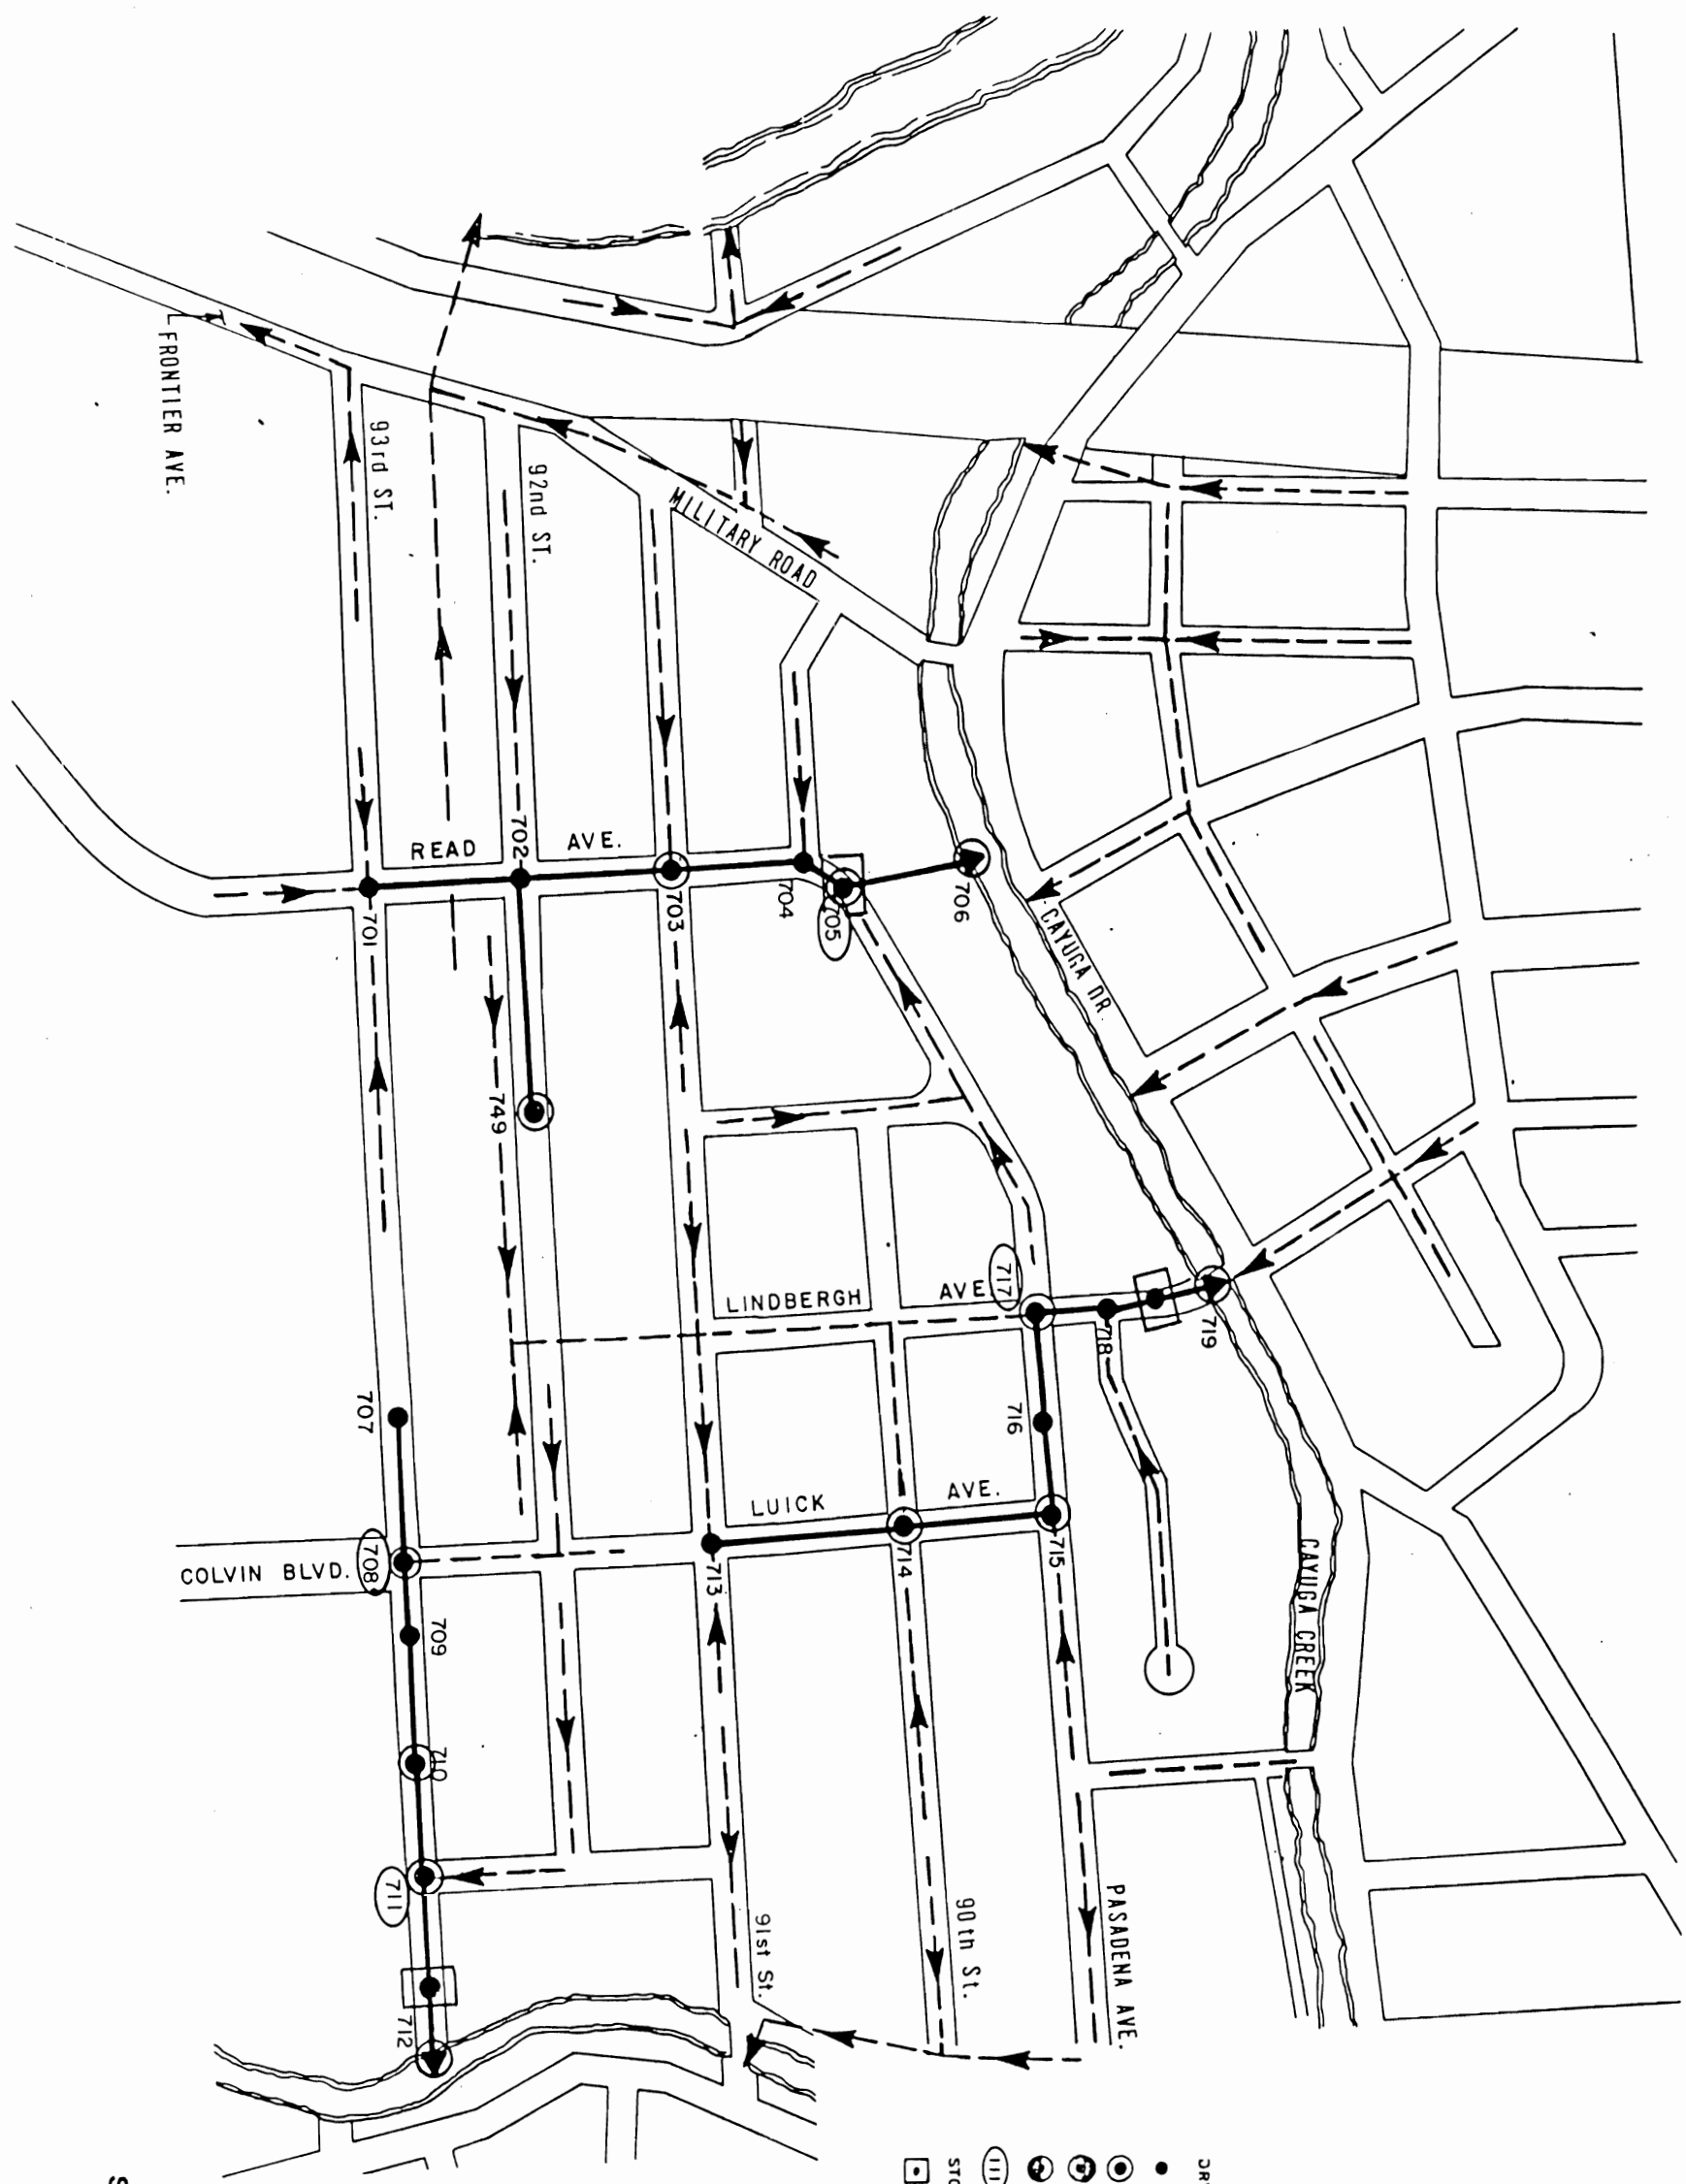 FRONTIER AVE.
93rd ST.
92nd ST.
MILITARY ROAD
READ AVE.
701
702
703
704
705
706
CAYUGA DR.
749
LINDBERGH AVE.
717
718
719
707
716
LUICK AVE.
COLVIN BLVD.
708
709
713
714
715
CAYUGA CREEK
710
711
712
91st St.
90th St.
PASADENA AVE.